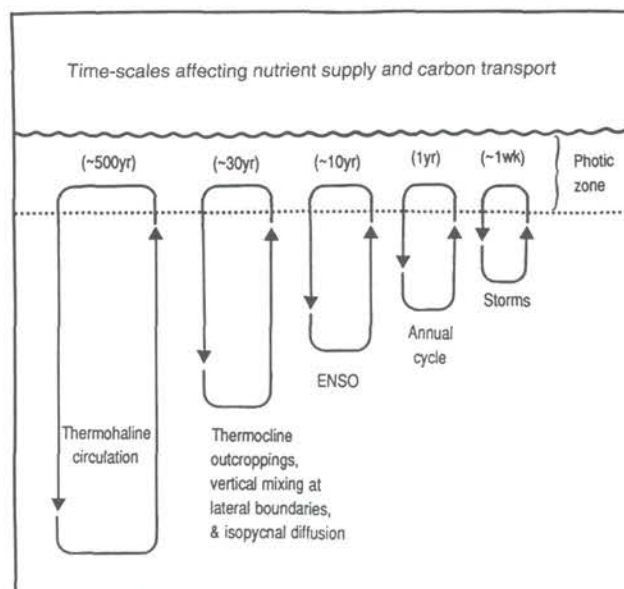 Time-scales affecting nutrient supply and carbon transport
(~500yr)
(~30yr)
(~10yr)
(1yr)
(~1wk)
Photic
zone
Storms
Annual
cycle
ENSO
Thermohaline
circulation
Thermocline
outcroppings,
vertical mixing at
lateral boundaries,
& isopycnal diffusion